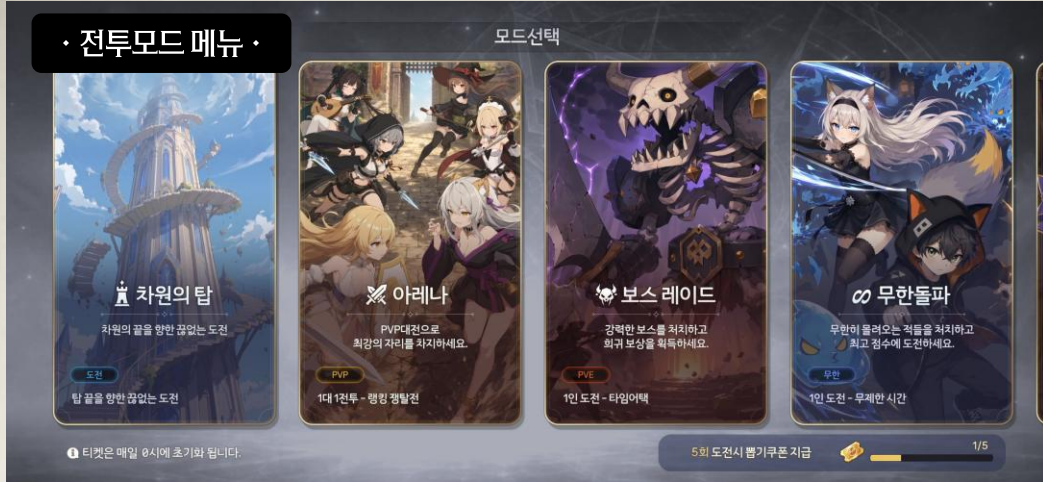 · 전투모드 메뉴 ·
모드선택
차원의 탑
차원의 끝을 향한 끊없는 도전
도전
탑 끝을 향한 끊없는 도전
아레나
PVP대전으로
최강의 자리를 차지하세요.
PVP
1대 1전투 - 랭킹 쟁탈전
보스 레이드
강력한 보스를 처치하고
희귀 보상을 획득하세요.
PVE
1인 도전 - 타임어택
무한돌파
무한히 몰려오는 적들을 처치하고
최고 점수에 도전하세요.
무한
1인 도전 - 무제한 시간
티켓은 매일 0시에 초기화 됩니다.
5회 도전시 뽑기쿠폰 지급
1/5